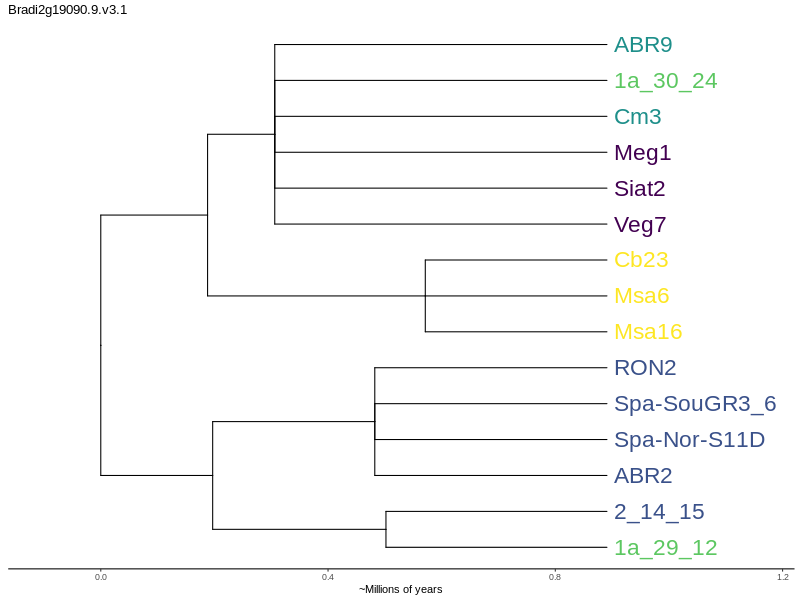 Bradi2g19090.9.v3.1
ABR9
1a_30_24
Cm3
Meg1
Siat2
Veg7
Cb23
Msa6
Msa16
RON2
Spa-SouGR3_6
Spa-Nor-S11D
ABR2
2_14_15
1a_29_12
0.0 0.4 0.8 1.2
~Millions of years